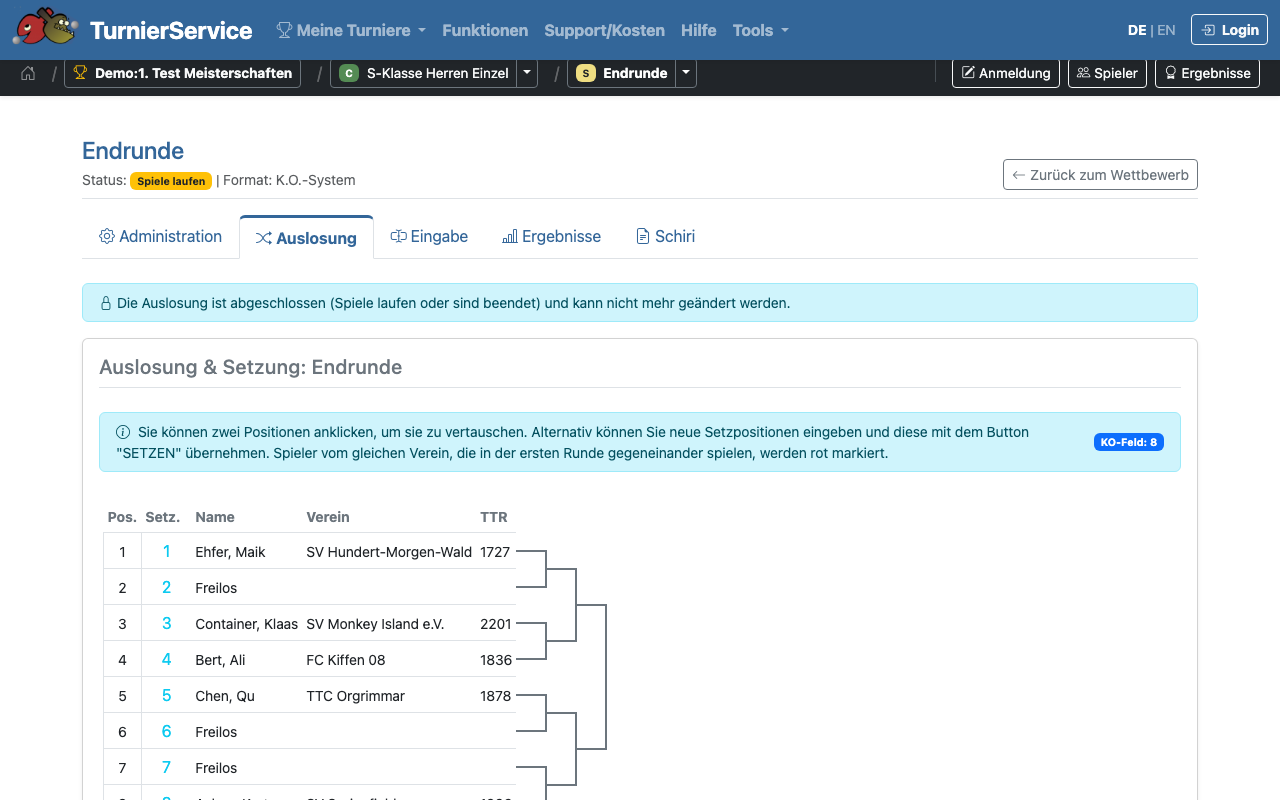 TurnierService Meine Turniere Funktionen Support/Kosten Hilfe Tools DE | EN Login
/ Demo:1. Test Meisterschaften / C S-Klasse Herren Einzel / S Endrunde Anmeldung Spieler Ergebnisse
Endrunde
Status: Spiele laufen | Format: K.O.-System
← Zurück zum Wettbewerb
Administration Auslosung Eingabe Ergebnisse Schiri
Die Auslosung ist abgeschlossen (Spiele laufen oder sind beendet) und kann nicht mehr geändert werden.
Auslosung & Setzung: Endrunde
Sie können zwei Positionen anklicken, um sie zu vertauschen. Alternativ können Sie neue Setzpositionen eingeben und diese mit dem Button
"SETZEN" übernehmen. Spieler vom gleichen Verein, die in der ersten Runde gegeneinander spielen, werden rot markiert.
KO-Feld: 8
Pos. Setz. Name Verein TTR
1 1 Ehfer, Maik SV Hundert-Morgen-Wald 1727
2 2 Freilos
3 3 Container, Klaas SV Monkey Island e.V. 2201
4 4 Bert, Ali FC Kiffen 08 1836
5 5 Chen, Qu TTC Orgrimmar 1878
6 6 Freilos
7 7 Freilos